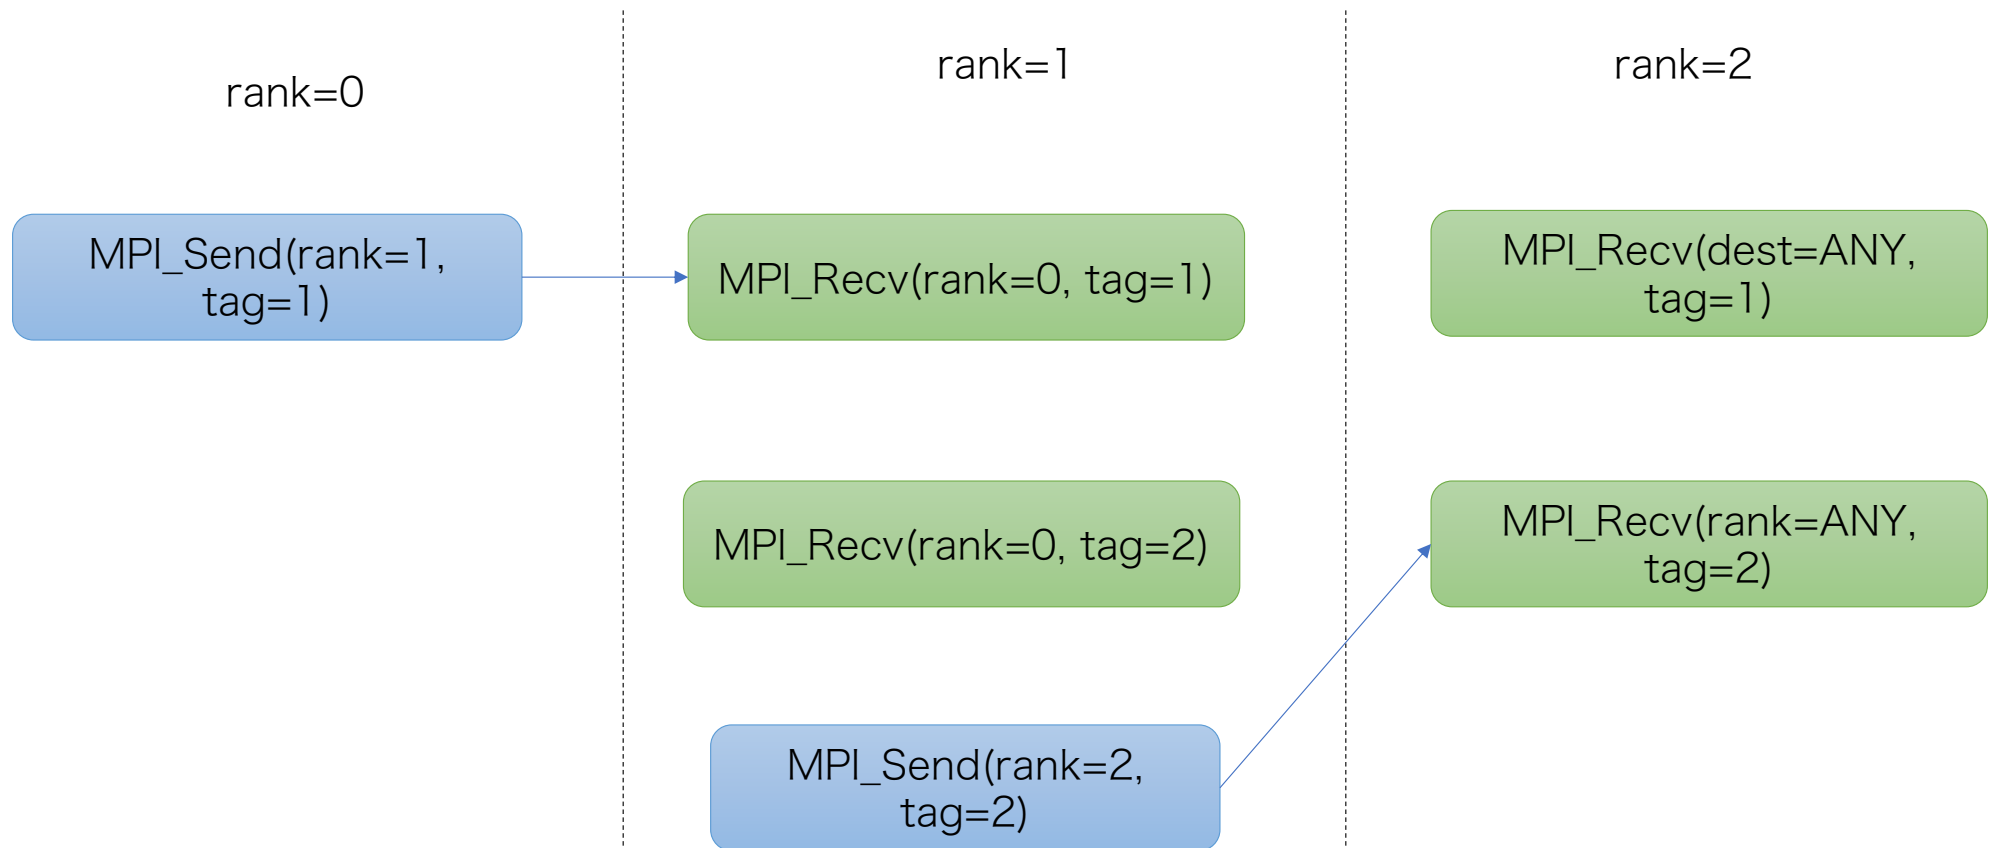 rank=0
rank=1
rank=2
MPI_Send(rank=1,
tag=1)
MPI_Recv(rank=0, tag=1)
MPI_Recv(dest=ANY,
tag=1)
MPI_Recv(rank=0, tag=2)
MPI_Recv(rank=ANY,
tag=2)
MPI_Send(rank=2,
tag=2)